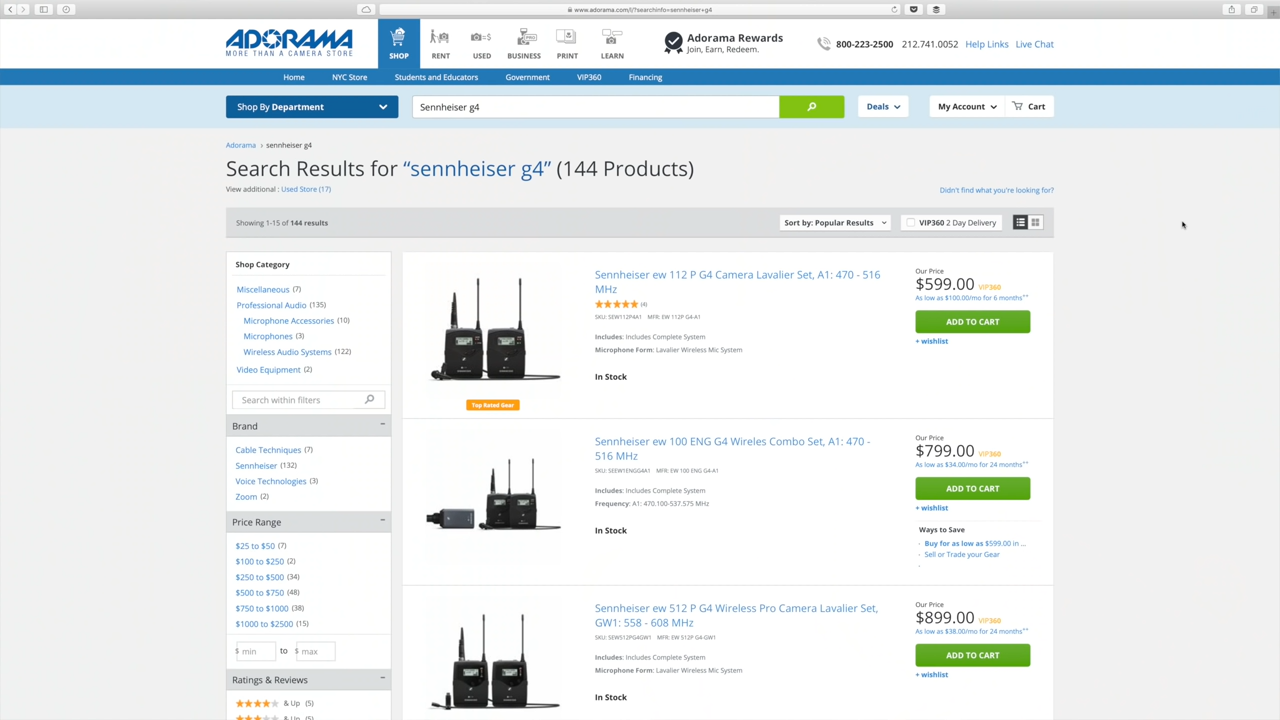 www.adorama.com/l/?searchinfo=sennheiser+g4
ADORAMA
MORE THAN A CAMERA STORE
SHOP
RENT
USED
BUSINESS
PRINT
LEARN
Adorama Rewards
Join, Earn, Redeem.
800-223-2500 212.741.0052 Help Links Live Chat
Home NYC Store Students and Educators Government VIP360 Financing
Shop By Department
Sennheiser g4
Deals
My Account
Cart
Adorama › sennheiser g4
Search Results for “sennheiser g4” (144 Products)
View additional : Used Store (17)
Didn't find what you're looking for?
Showing 1-15 of 144 results
Sort by: Popular Results
VIP360 2 Day Delivery
Shop Category
Miscellaneous (7)
Professional Audio (135)
Microphone Accessories (10)
Microphones (3)
Wireless Audio Systems (122)
Video Equipment (2)
Search within filters
Brand −
Cable Techniques (7)
Sennheiser (132)
Voice Technologies (3)
Zoom (2)
Price Range −
$25 to $50 (7)
$100 to $250 (2)
$250 to $500 (34)
$500 to $750 (48)
$750 to $1000 (38)
$1000 to $2500 (15)
$ min to $ max
Ratings & Reviews −
& Up (5)
& Up (5)
Top Rated Gear
Sennheiser ew 112 P G4 Camera Lavalier Set, A1: 470 - 516
MHz
(4)
SKU: SEW112P4A1 MFR: EW 112P G4-A1
Includes: Includes Complete System
Microphone Form: Lavalier Wireless Mic System
In Stock
Our Price
$599.00 VIP360
As low as $100.00/mo for 6 months**
ADD TO CART
+ wishlist
Sennheiser ew 100 ENG G4 Wireles Combo Set, A1: 470 -
516 MHz
SKU: SEEW1ENGG4A1 MFR: EW 100 ENG G4-A1
Includes: Includes Complete System
Frequency: A1: 470.100-537.575 MHz
In Stock
Our Price
$799.00 VIP360
As low as $34.00/mo for 24 months**
ADD TO CART
+ wishlist
Ways to Save
· Buy for as low as $599.00 in ...
· Sell or Trade your Gear
·
Sennheiser ew 512 P G4 Wireless Pro Camera Lavalier Set,
GW1: 558 - 608 MHz
SKU: SEW512PG4GW1 MFR: EW 512P G4-GW1
Includes: Includes Complete System
Microphone Form: Lavalier Wireless Mic System
In Stock
Our Price
$899.00 VIP360
As low as $38.00/mo for 24 months**
ADD TO CART
+ wishlist